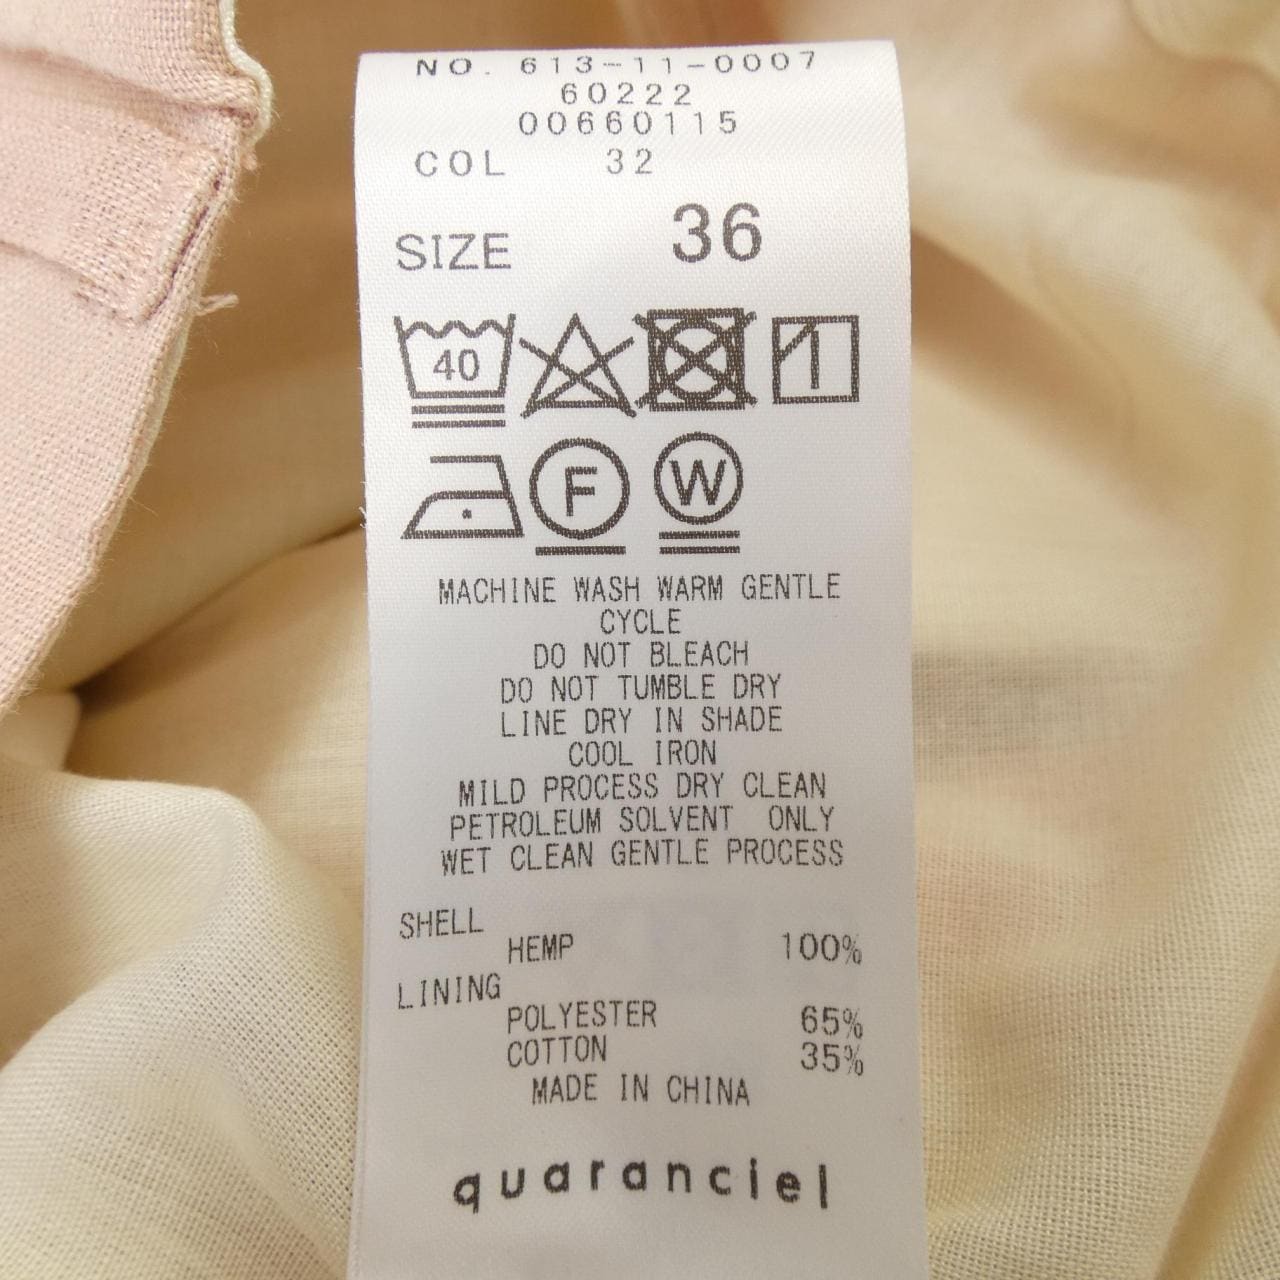 NO. 613-11-0007
60222
00660115
COL 32
SIZE 36
40
F W
MACHINE WASH WARM GENTLE
CYCLE
DO NOT BLEACH
DO NOT TUMBLE DRY
LINE DRY IN SHADE
COOL IRON
MILD PROCESS DRY CLEAN
PETROLEUM SOLVENT ONLY
WET CLEAN GENTLE PROCESS
SHELL
HEMP 100%
LINING
POLYESTER 65%
COTTON 35%
MADE IN CHINA
quaranciel